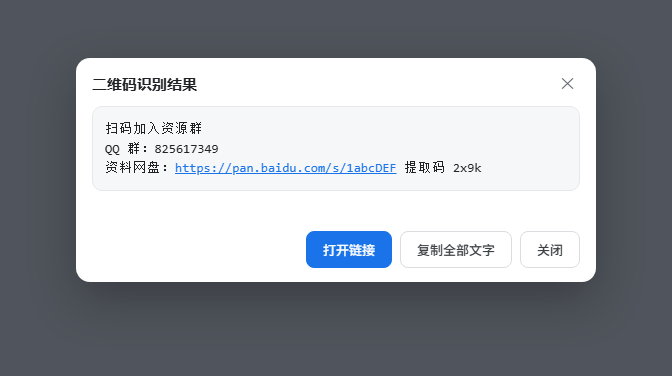 二维码识别结果
扫码加入资源群
QQ 群：825617349
资料网盘：https://pan.baidu.com/s/1abcDEF 提取码 2x9k
打开链接 复制全部文字 关闭